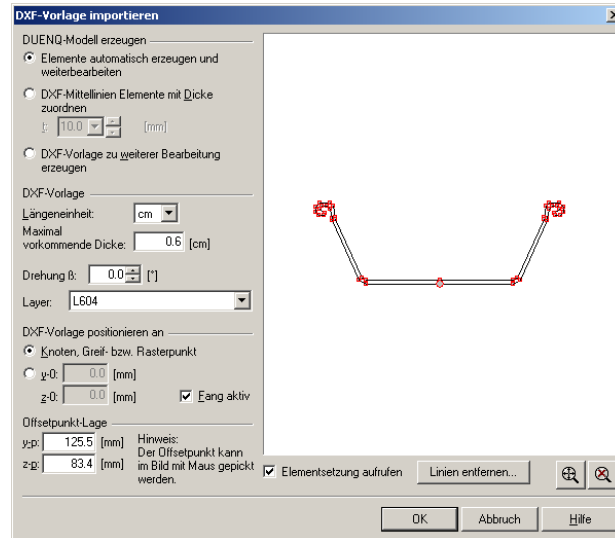 DXF-Vorlage importieren
DUENQ-Modell erzeugen
Elemente automatisch erzeugen und
weiterbearbeiten
DXF-Mittellinien Elemente mit Dicke
zuordnen
t: 10.0 [mm]
DXF-Vorlage zu weiterer Bearbeitung
erzeugen
DXF-Vorlage
Längeneinheit: cm
Maximal
vorkommende Dicke: 0.6 [cm]
Drehung ß: 0.0 [°]
Layer: L604
DXF-Vorlage positionieren an
Knoten, Greif- bzw. Rasterpunkt
y-0: 0.0 [mm]
z-0: 0.0 [mm] Fang aktiv
Offsetpunkt-Lage
y-p: 125.5 [mm] Hinweis:
Der Offsetpunkt kann
z-p: 83.4 [mm] im Bild mit Maus gepickt
werden.
Elementsetzung aufrufen Linien entfernen...
OK Abbruch Hilfe